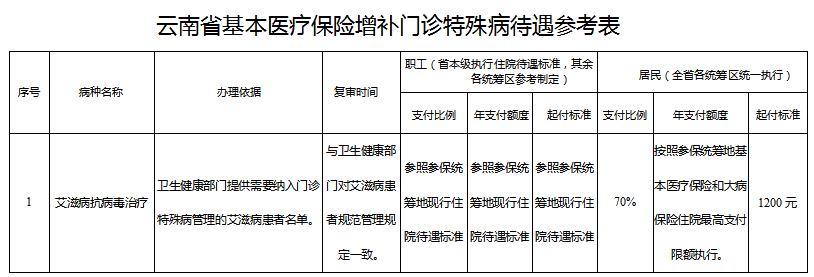 云南省基本医疗保险增补门诊特殊病待遇参考表
序号
病种名称
办理依据
复审时间
职工（省本级执行住院待遇标准，其余
各统筹区参考制定）
居民（全省各统筹区统一执行）
支付比例
年支付额度
起付标准
支付比例
年支付额度
起付标准
1
艾滋病抗病毒治疗
卫生健康部门提供需要纳入门诊
特殊病管理的艾滋病患者名单。
与卫生健康部
门对艾滋病患
者规范管理规
定一致。
参照参保统
筹地现行住
院待遇标准
参照参保统
筹地现行住
院待遇标准
参照参保统
筹地现行住
院待遇标准
70%
按照参保统筹地基
本医疗保险和大病
保险住院最高支付
限额执行。
1200 元